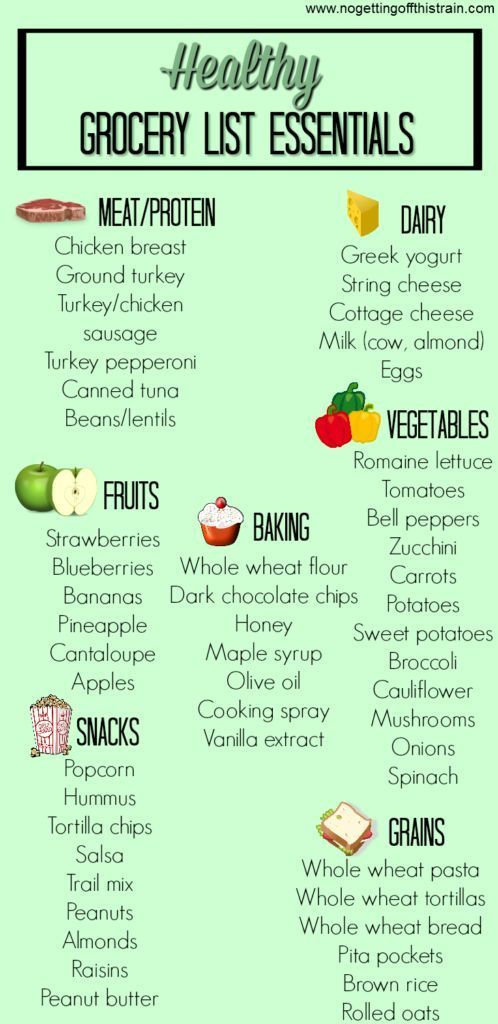 www.nogettingoffthistrain.com
Healthy
GROCERY LIST ESSENTIALS
MEAT/PROTEIN
Chicken breast
Ground turkey
Turkey/chicken
sausage
Turkey pepperoni
Canned tuna
Beans/lentils
DAIRY
Greek yogurt
String cheese
Cottage cheese
Milk (cow, almond)
Eggs
VEGETABLES
Romaine lettuce
Tomatoes
Bell peppers
Zucchini
Carrots
Potatoes
Sweet potatoes
Broccoli
Cauliflower
Mushrooms
Onions
Spinach
FRUITS
Strawberries
Blueberries
Bananas
Pineapple
Cantaloupe
Apples
BAKING
Whole wheat flour
Dark chocolate chips
Honey
Maple syrup
Olive oil
Cooking spray
Vanilla extract
SNACKS
Popcorn
Hummus
Tortilla chips
Salsa
Trail mix
Peanuts
Almonds
Raisins
Peanut butter
GRAINS
Whole wheat pasta
Whole wheat tortillas
Whole wheat bread
Pita pockets
Brown rice
Rolled oats